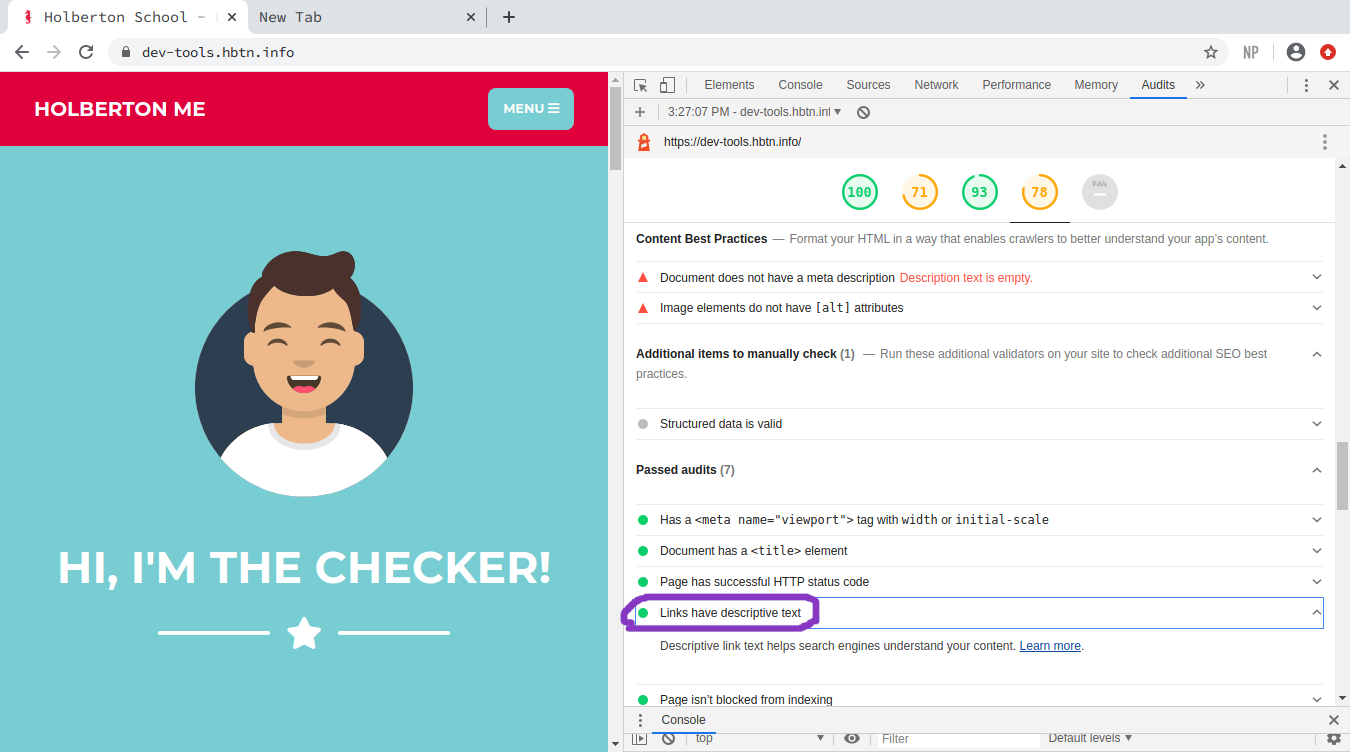 Holberton School –
New Tab
dev-tools.hbtn.info
NP
HOLBERTON ME
MENU
HI, I'M THE CHECKER!
Elements Console Sources Network Performance Memory Audits
3:27:07 PM - dev-tools.hbtn.inf
https://dev-tools.hbtn.info/
100 71 93 78 PWA
Content Best Practices — Format your HTML in a way that enables crawlers to better understand your app's content.
Document does not have a meta description Description text is empty.
Image elements do not have [alt] attributes
Additional items to manually check (1) — Run these additional validators on your site to check additional SEO best
practices.
Structured data is valid
Passed audits (7)
Has a <meta name="viewport"> tag with width or initial-scale
Document has a <title> element
Page has successful HTTP status code
Links have descriptive text
Descriptive link text helps search engines understand your content. Learn more.
Page isn't blocked from indexing
Console
top Filter Default levels